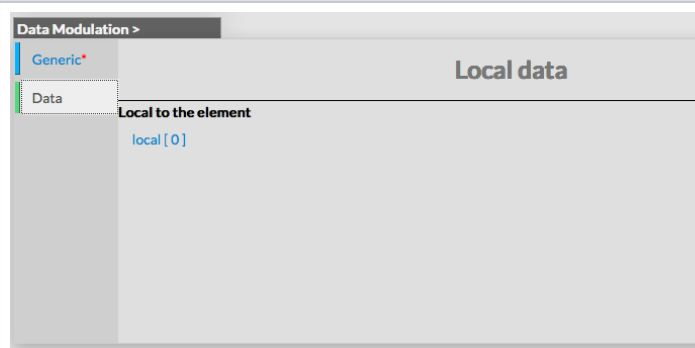 Data Modulation >
Generic*
Local data
Data
Local to the element
local [ 0 ]